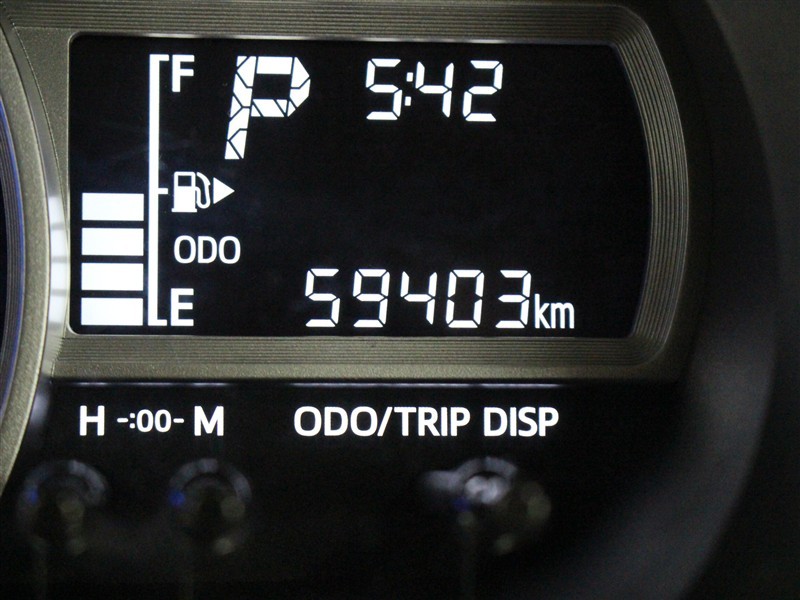 F P 5:42
ODO
E 59403km
H -:00- M ODO/TRIP DISP